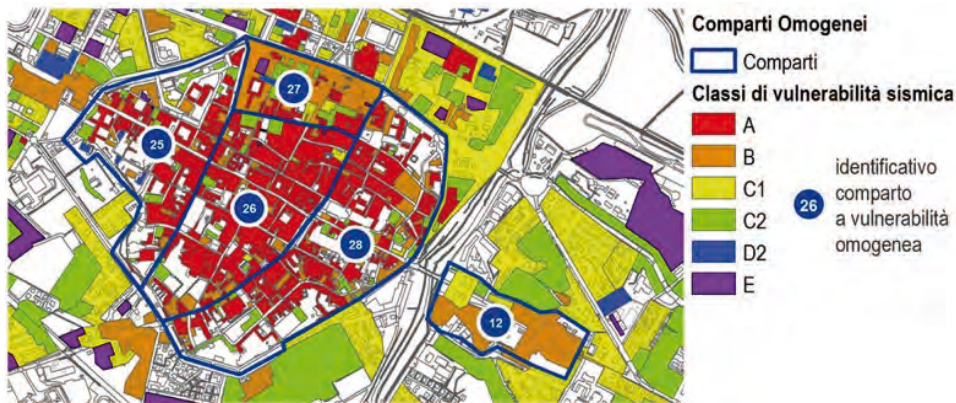 Comparti Omogenei
Comparti
Classi di vulnerabilità sismica
A
B
C1
C2
D2
E
26
identificativo
comparto
a vulnerabilità
omogenea
27
25
26
28
12